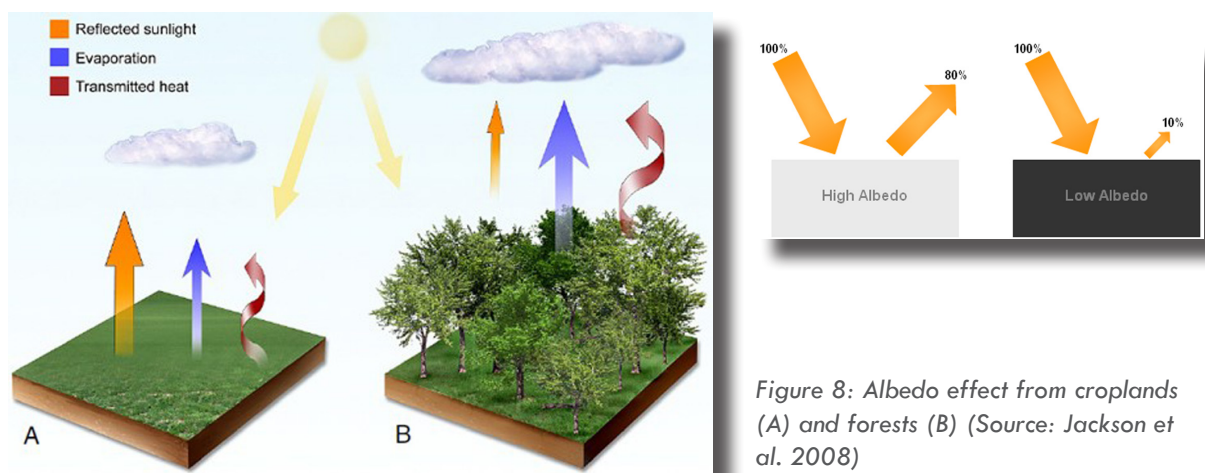 Reflected sunlight
Evaporation
Transmitted heat
A
B
100%
80%
High Albedo
100%
10%
Low Albedo
Figure 8: Albedo effect from croplands
(A) and forests (B) (Source: Jackson et
al. 2008)